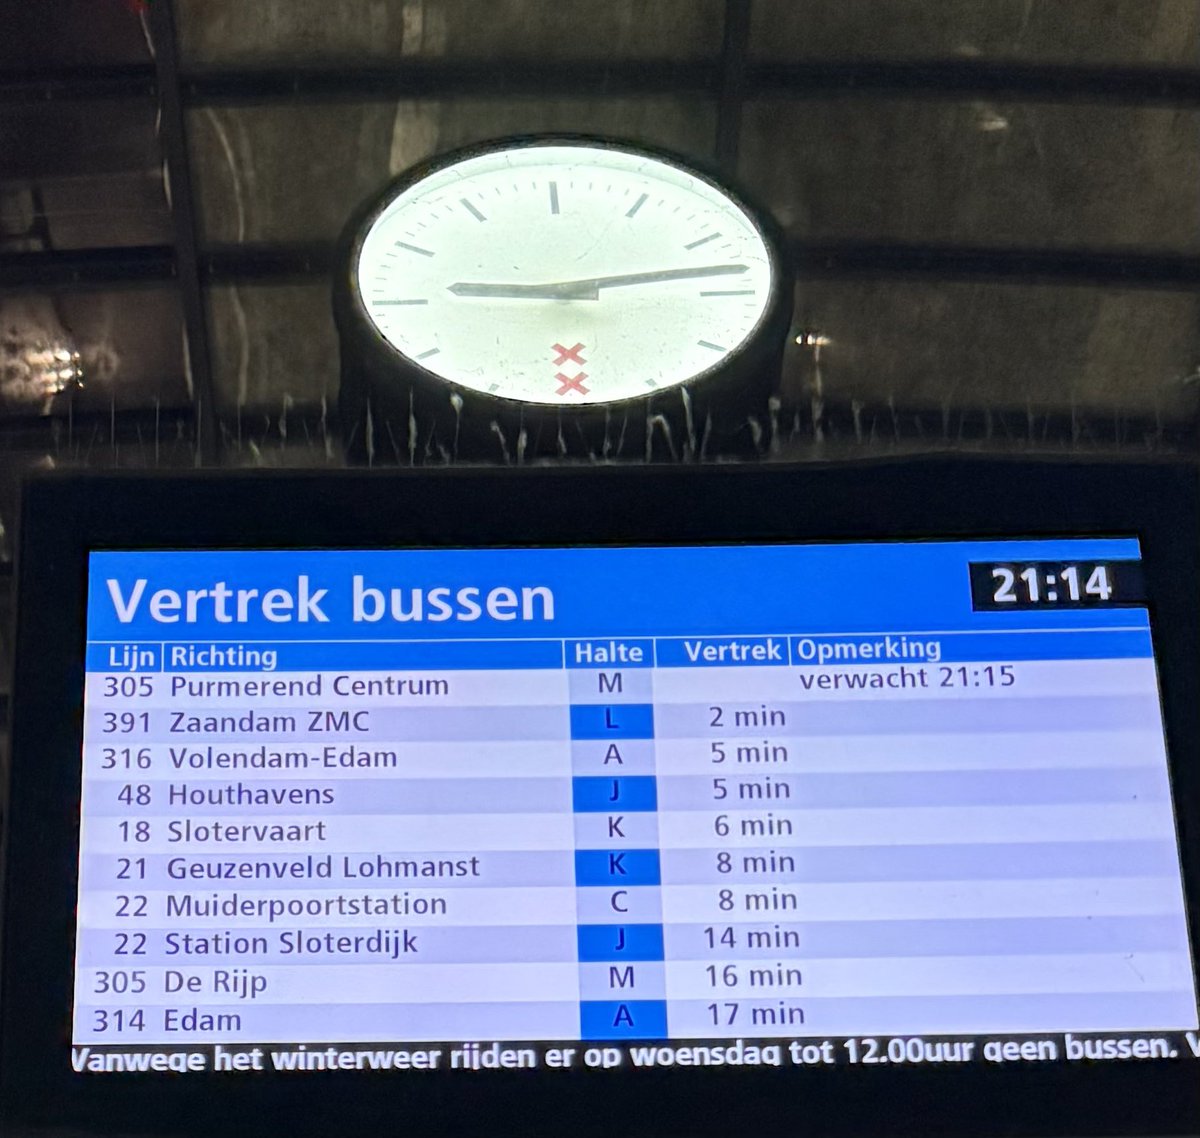 Vertrek bussen 21:14
Lijn Richting Halte Vertrek Opmerking
305 Purmerend Centrum M verwacht 21:15
391 Zaandam ZMC L 2 min
316 Volendam-Edam A 5 min
48 Houthavens J 5 min
18 Slotervaart K 6 min
21 Geuzenveld Lohmanst K 8 min
22 Muiderpoortstation C 8 min
22 Station Sloterdijk J 14 min
305 De Rijp M 16 min
314 Edam A 17 min
Vanwege het winterweer rijden er op woensdag tot 12.00uur geen bussen.